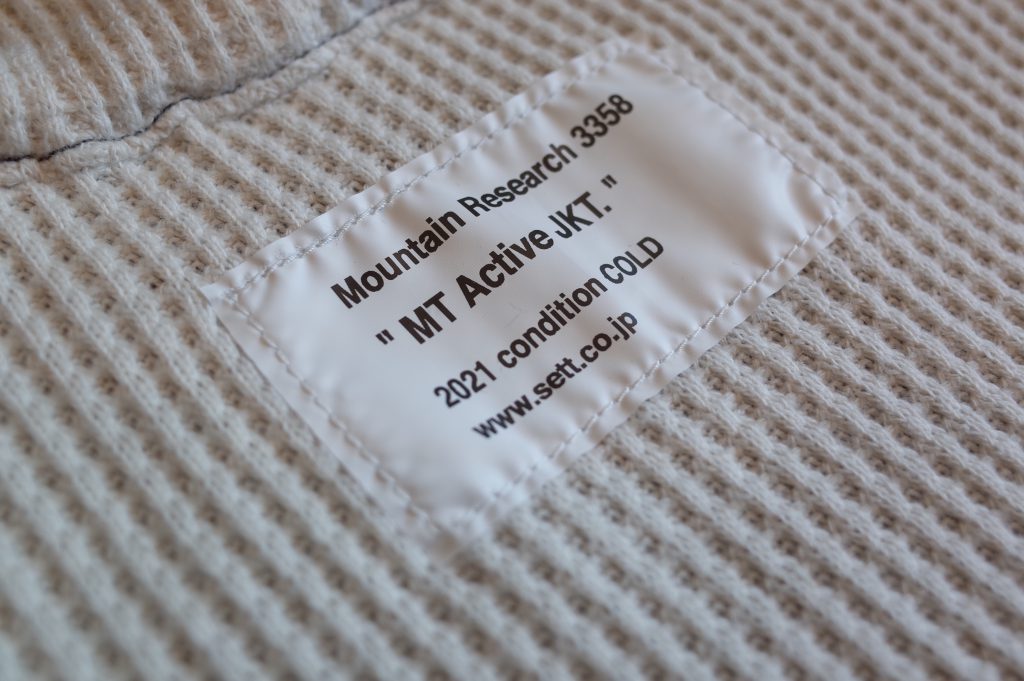 Mountain Research 3358
" MT Active JKT. "
2021 condition COLD
www.sett.co.jp